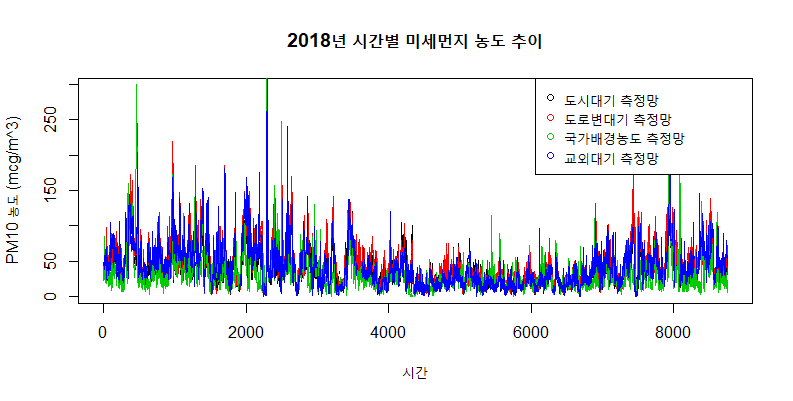 2018년 시간별 미세먼지 농도 추이
PM10 농도 (mcg/m^3)
250
150
50
0
도시대기 측정망
도로변대기 측정망
국가배경농도 측정망
교외대기 측정망
0 2000 4000 6000 8000
시간